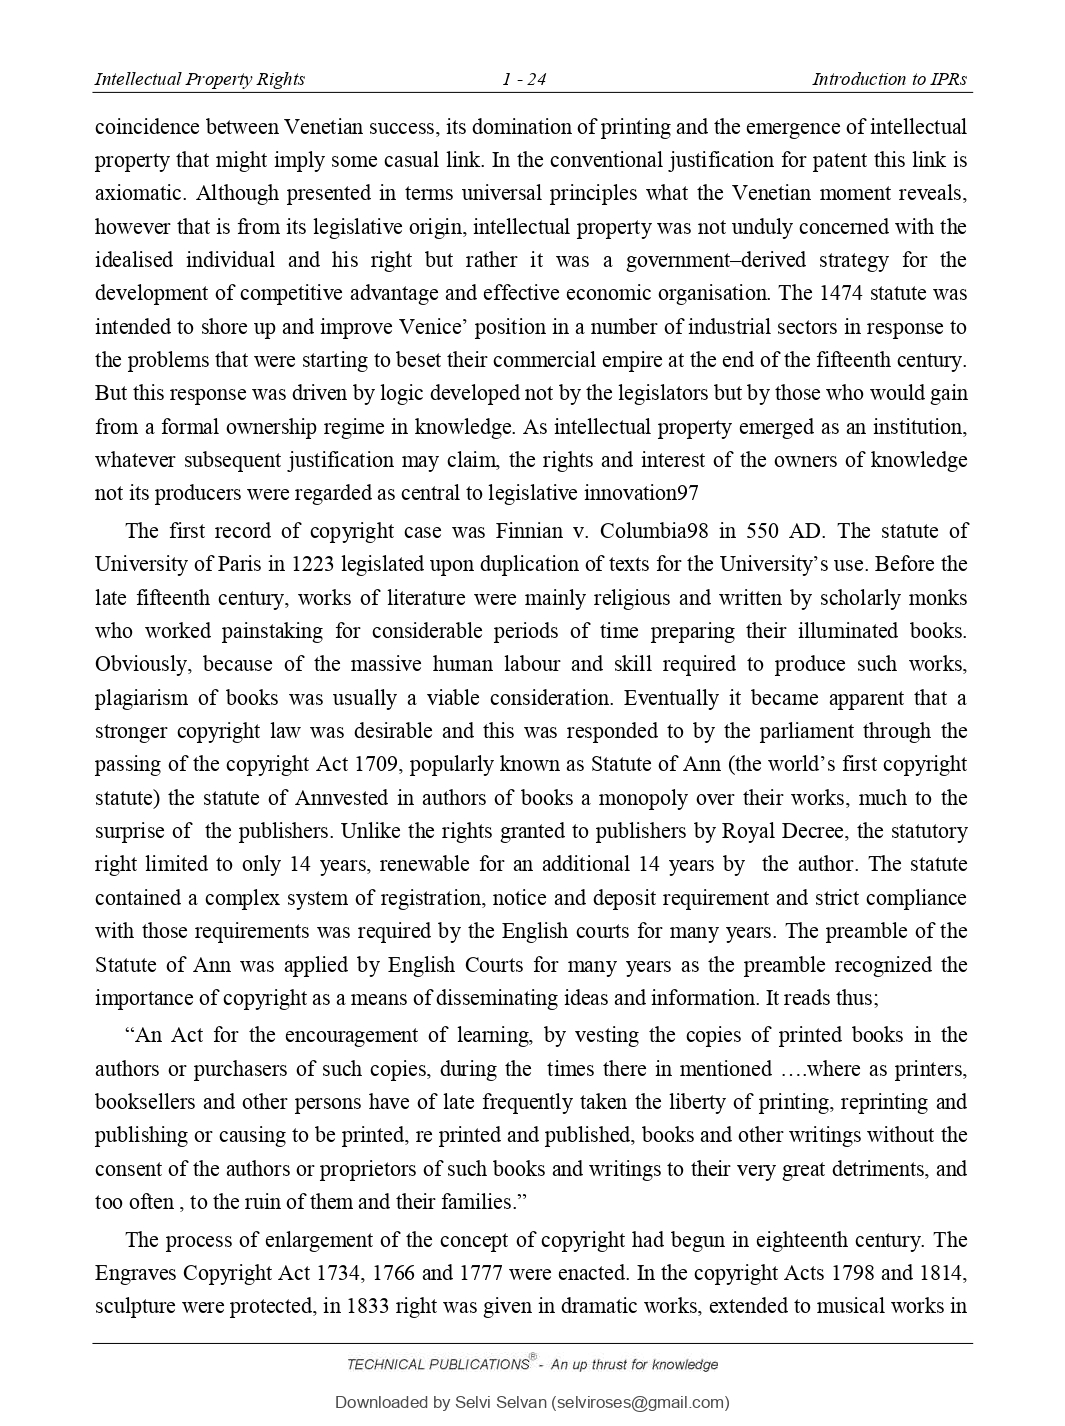 Intellectual Property Rights 1 - 24 Introduction to IPRs
coincidence between Venetian success, its domination of printing and the emergence of intellectual
property that might imply some casual link. In the conventional justification for patent this link is
axiomatic. Although presented in terms universal principles what the Venetian moment reveals,
however that is from its legislative origin, intellectual property was not unduly concerned with the
idealised individual and his right but rather it was a government–derived strategy for the
development of competitive advantage and effective economic organisation. The 1474 statute was
intended to shore up and improve Venice’ position in a number of industrial sectors in response to
the problems that were starting to beset their commercial empire at the end of the fifteenth century.
But this response was driven by logic developed not by the legislators but by those who would gain
from a formal ownership regime in knowledge. As intellectual property emerged as an institution,
whatever subsequent justification may claim, the rights and interest of the owners of knowledge
not its producers were regarded as central to legislative innovation97
The first record of copyright case was Finnian v. Columbia98 in 550 AD. The statute of
University of Paris in 1223 legislated upon duplication of texts for the University’s use. Before the
late fifteenth century, works of literature were mainly religious and written by scholarly monks
who worked painstaking for considerable periods of time preparing their illuminated books.
Obviously, because of the massive human labour and skill required to produce such works,
plagiarism of books was usually a viable consideration. Eventually it became apparent that a
stronger copyright law was desirable and this was responded to by the parliament through the
passing of the copyright Act 1709, popularly known as Statute of Ann (the world’s first copyright
statute) the statute of Annvested in authors of books a monopoly over their works, much to the
surprise of the publishers. Unlike the rights granted to publishers by Royal Decree, the statutory
right limited to only 14 years, renewable for an additional 14 years by the author. The statute
contained a complex system of registration, notice and deposit requirement and strict compliance
with those requirements was required by the English courts for many years. The preamble of the
Statute of Ann was applied by English Courts for many years as the preamble recognized the
importance of copyright as a means of disseminating ideas and information. It reads thus;
“An Act for the encouragement of learning, by vesting the copies of printed books in the
authors or purchasers of such copies, during the times there in mentioned ….where as printers,
booksellers and other persons have of late frequently taken the liberty of printing, reprinting and
publishing or causing to be printed, re printed and published, books and other writings without the
consent of the authors or proprietors of such books and writings to their very great detriments, and
too often , to the ruin of them and their families.”
The process of enlargement of the concept of copyright had begun in eighteenth century. The
Engraves Copyright Act 1734, 1766 and 1777 were enacted. In the copyright Acts 1798 and 1814,
sculpture were protected, in 1833 right was given in dramatic works, extended to musical works in
TECHNICAL PUBLICATIONS® - An up thrust for knowledge
Downloaded by Selvi Selvan (selviroses@gmail.com)